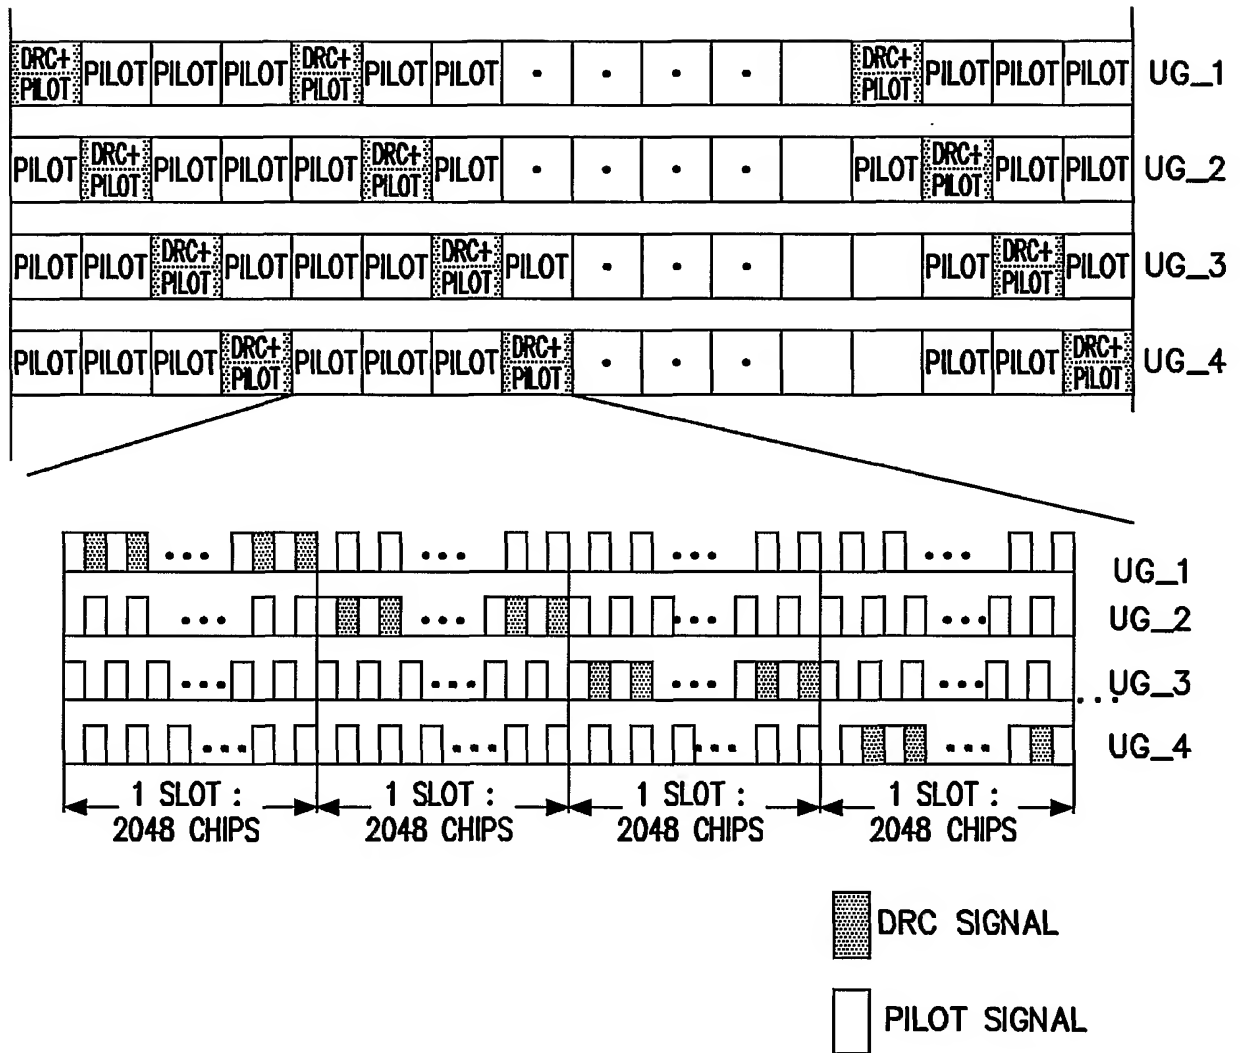 DRC+ PILOT PILOT PILOT PILOT DRC+ PILOT PILOT PILOT • • • • DRC+ PILOT PILOT PILOT PILOT UG_1
PILOT DRC+ PILOT PILOT PILOT PILOT DRC+ PILOT PILOT • • • • PILOT DRC+ PILOT PILOT PILOT UG_2
PILOT PILOT DRC+ PILOT PILOT PILOT PILOT DRC+ PILOT PILOT • • • PILOT DRC+ PILOT PILOT UG_3
PILOT PILOT PILOT DRC+ PILOT PILOT PILOT PILOT DRC+ PILOT • • • PILOT PILOT DRC+ PILOT UG_4
••• ••• ••• ••• UG_1
••• ••• ••• ••• UG_2
••• ••• ••• ••• ... UG_3
••• ••• ••• ••• UG_4
1 SLOT : 1 SLOT : 1 SLOT : 1 SLOT :
2048 CHIPS 2048 CHIPS 2048 CHIPS 2048 CHIPS
DRC SIGNAL
PILOT SIGNAL